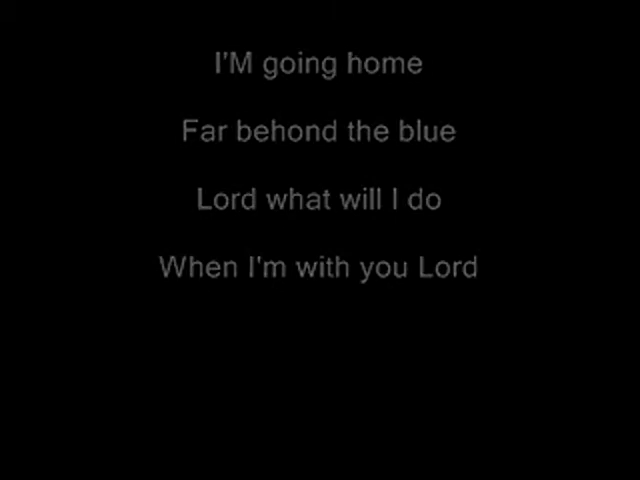 I'M going home
Far behond the blue
Lord what will I do
When I'm with you Lord